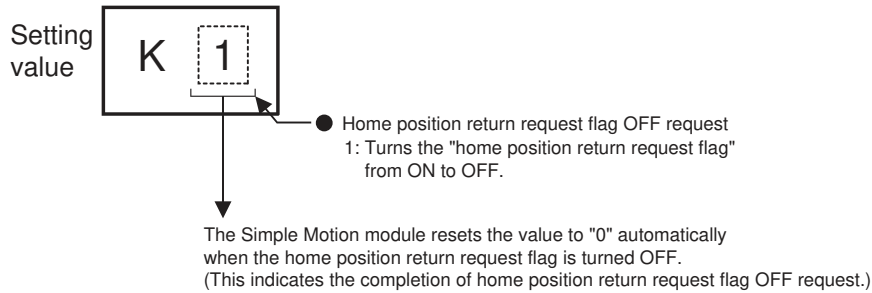 Setting
value
K 1
● Home position return request flag OFF request
1: Turns the "home position return request flag"
from ON to OFF.
The Simple Motion module resets the value to "0" automatically
when the home position return request flag is turned OFF.
(This indicates the completion of home position return request flag OFF request.)